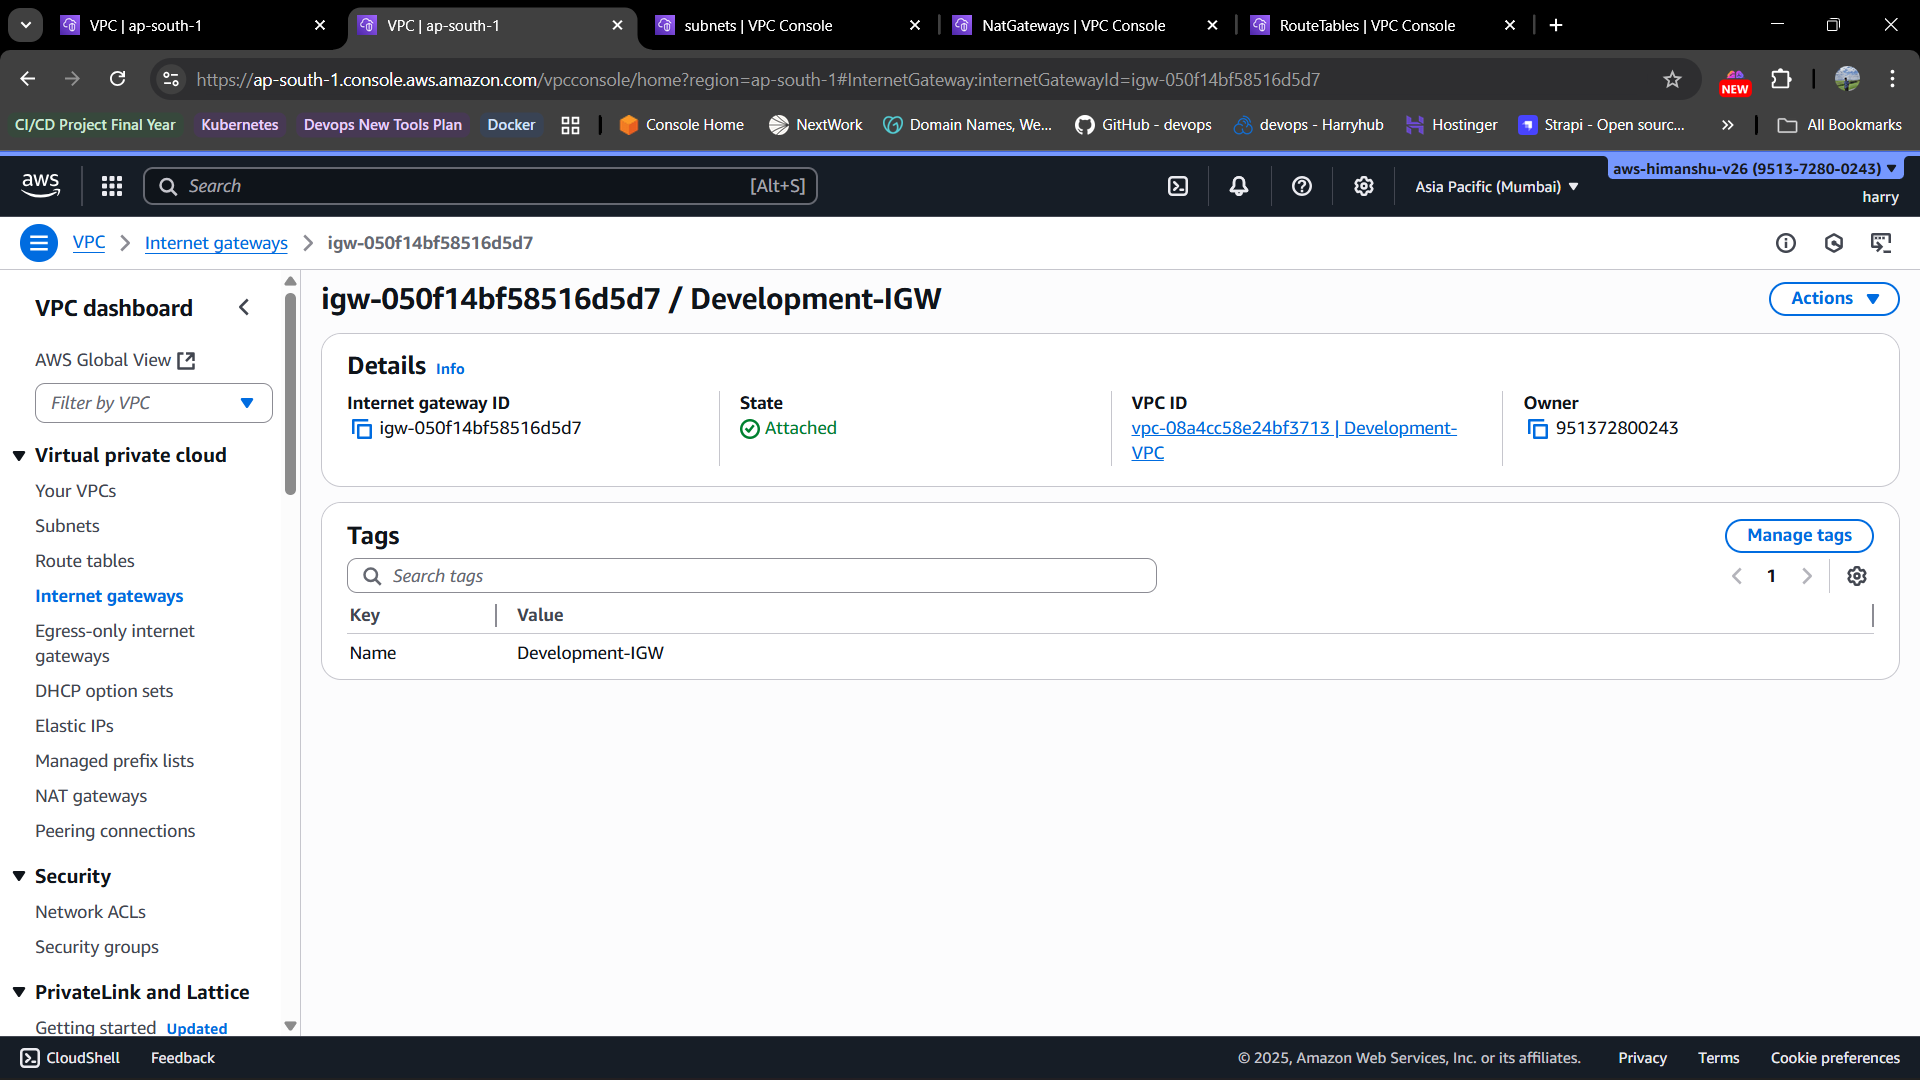 VPC | ap-south-1
VPC | ap-south-1
subnets | VPC Console
NatGateways | VPC Console
RouteTables | VPC Console
https://ap-south-1.console.aws.amazon.com/vpcconsole/home?region=ap-south-1#InternetGateway:internetGatewayId=igw-050f14bf58516d5d7
NEW
CI/CD Project Final Year
Kubernetes
Devops New Tools Plan
Docker
Console Home
NextWork
Domain Names, We...
GitHub - devops
devops - Harryhub
Hostinger
Strapi - Open sourc...
All Bookmarks
aws
Search
[Alt+S]
Asia Pacific (Mumbai)
aws-himanshu-v26 (9513-7280-0243)
harry
VPC
Internet gateways
igw-050f14bf58516d5d7
VPC dashboard
AWS Global View
Filter by VPC
Virtual private cloud
Your VPCs
Subnets
Route tables
Internet gateways
Egress-only internet
gateways
DHCP option sets
Elastic IPs
Managed prefix lists
NAT gateways
Peering connections
Security
Network ACLs
Security groups
PrivateLink and Lattice
Getting started Updated
igw-050f14bf58516d5d7 / Development-IGW
Actions
Details Info
Internet gateway ID
igw-050f14bf58516d5d7
State
Attached
VPC ID
vpc-08a4cc58e24bf3713 | Development-
VPC
Owner
951372800243
Tags
Manage tags
Search tags
1
Key
Value
Name
Development-IGW
CloudShell
Feedback
© 2025, Amazon Web Services, Inc. or its affiliates.
Privacy
Terms
Cookie preferences